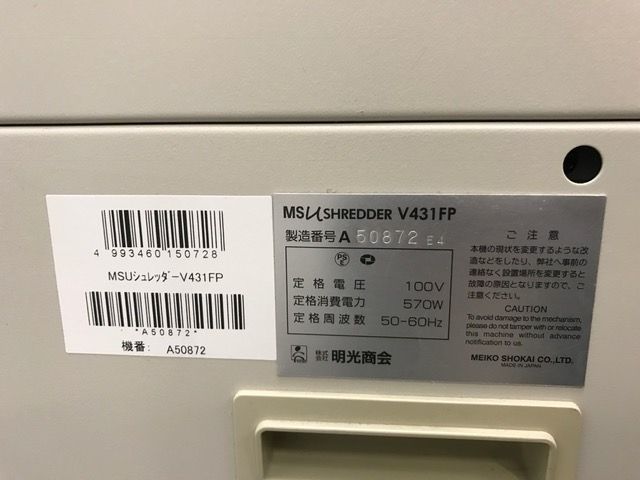 4 993460 150728
MSUシュレッダーV431FP
*A50872*
機番: A50872
MSU SHREDDER V431FP
製造番号 A 50872 E4
PS E
定格電圧 100V
定格消費電力 570W
定格周波数 50-60Hz
株式会社 明光商会
ご注意
本機の現状を変更するような改
造などをしたり、弊社へ事前の
連絡なく設置場所を変更すると
故障の原因となりますので、ご
注意ください。
CAUTION
To avoid damage to the mechanism,
please do not tamper with or relocate
this machine without advance
notification to us.
MEIKO SHOKAI CO., LTD.
MADE IN JAPAN